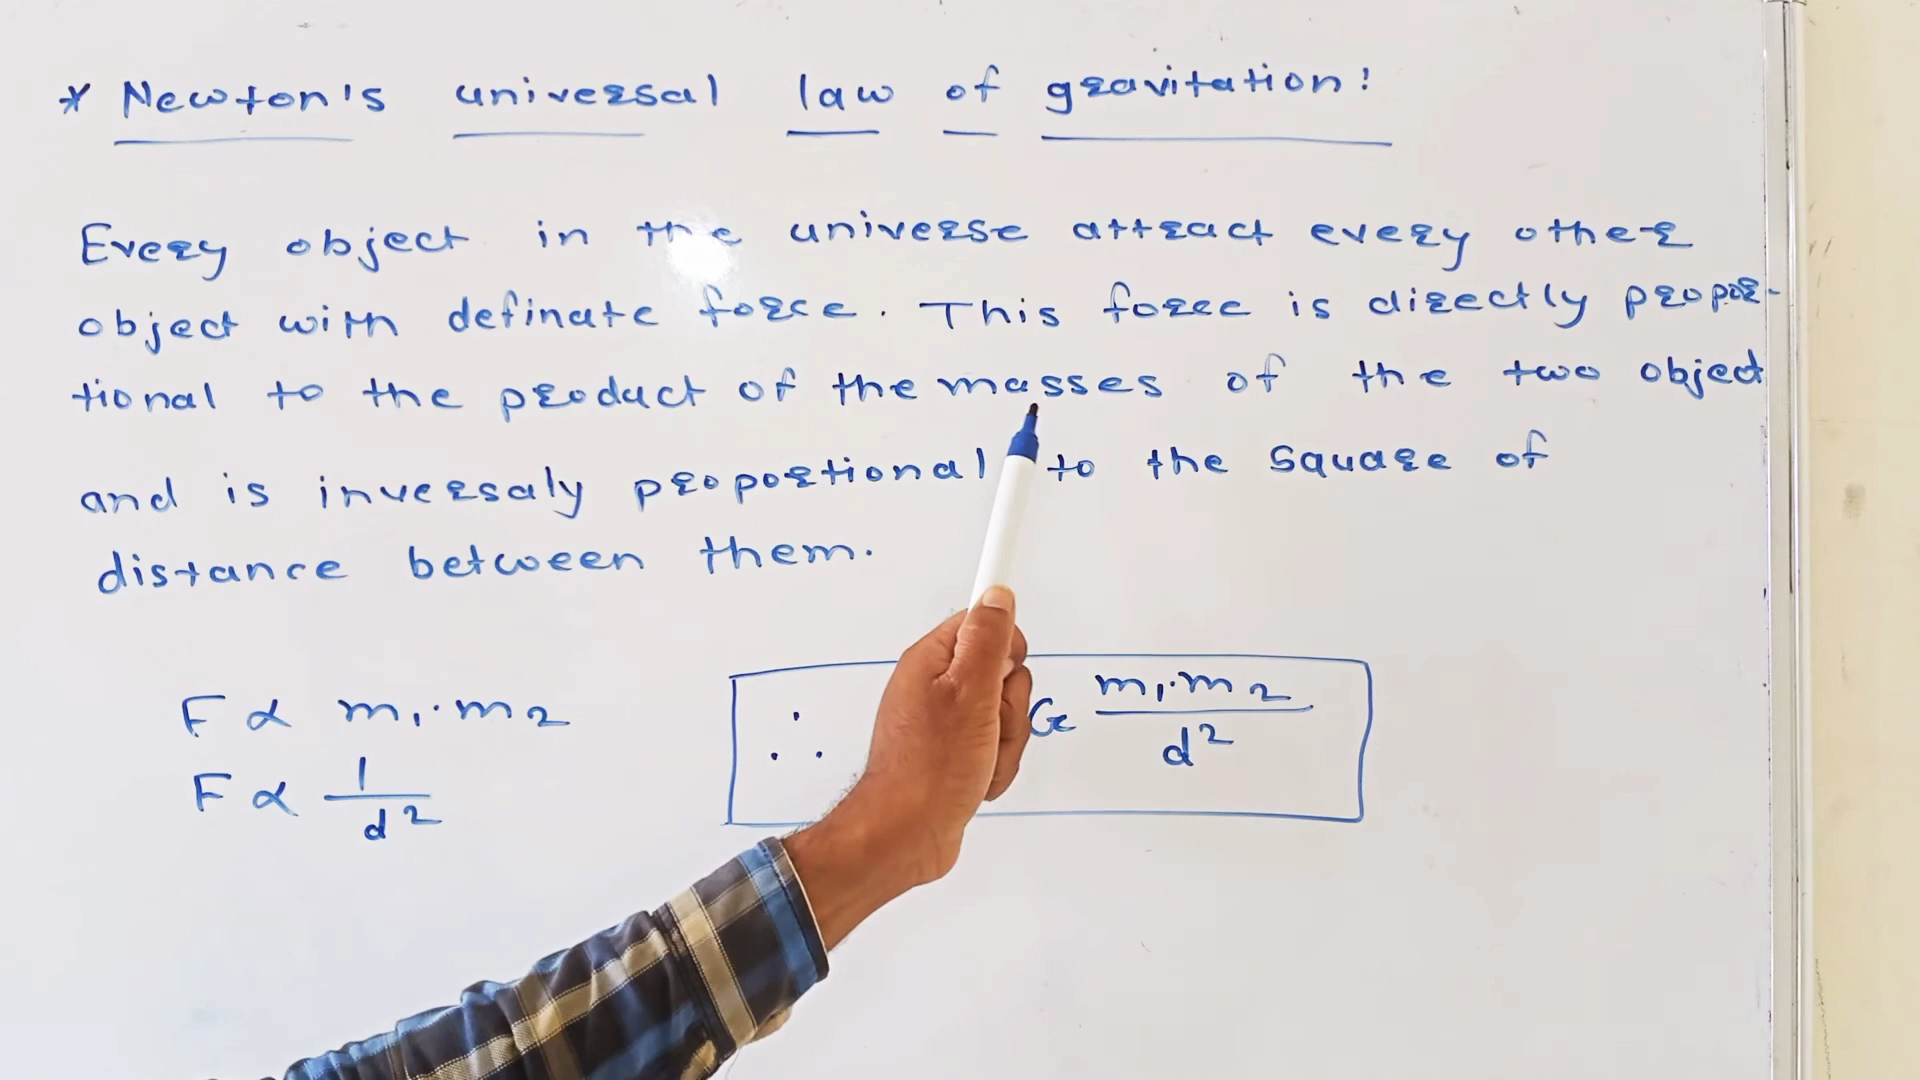 * Newton's universal law of gravitation:
Every object in the universe attract every other
object with definate force. This force is directly propor-
tional to the product of the masses of the two object
and is inversaly proportional to the square of
distance between them.
F ∝ m₁.m₂
F ∝ 1/d²
∴ G m₁.m₂/d²